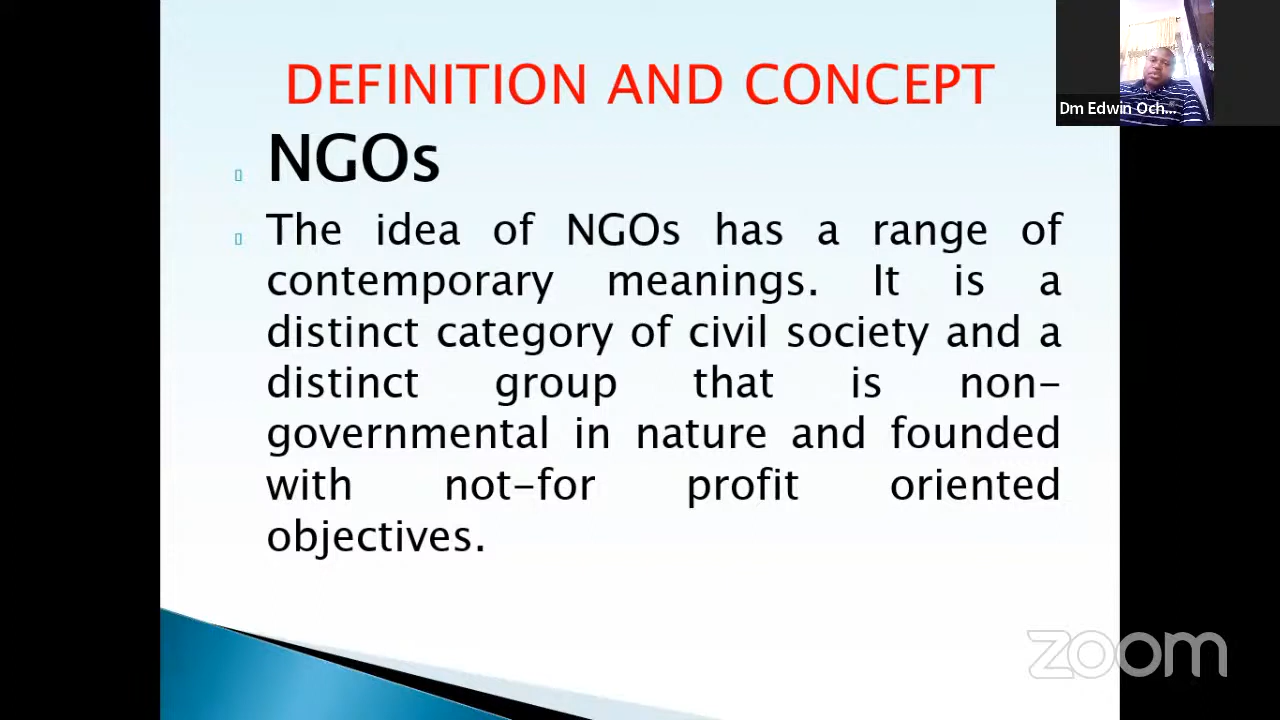 DEFINITION AND CONCEPT
NGOs
The idea of NGOs has a range of
contemporary meanings. It is a
distinct category of civil society and a
distinct group that is non-
governmental in nature and founded
with not-for profit oriented
objectives.
Dm Edwin Och...
zoom